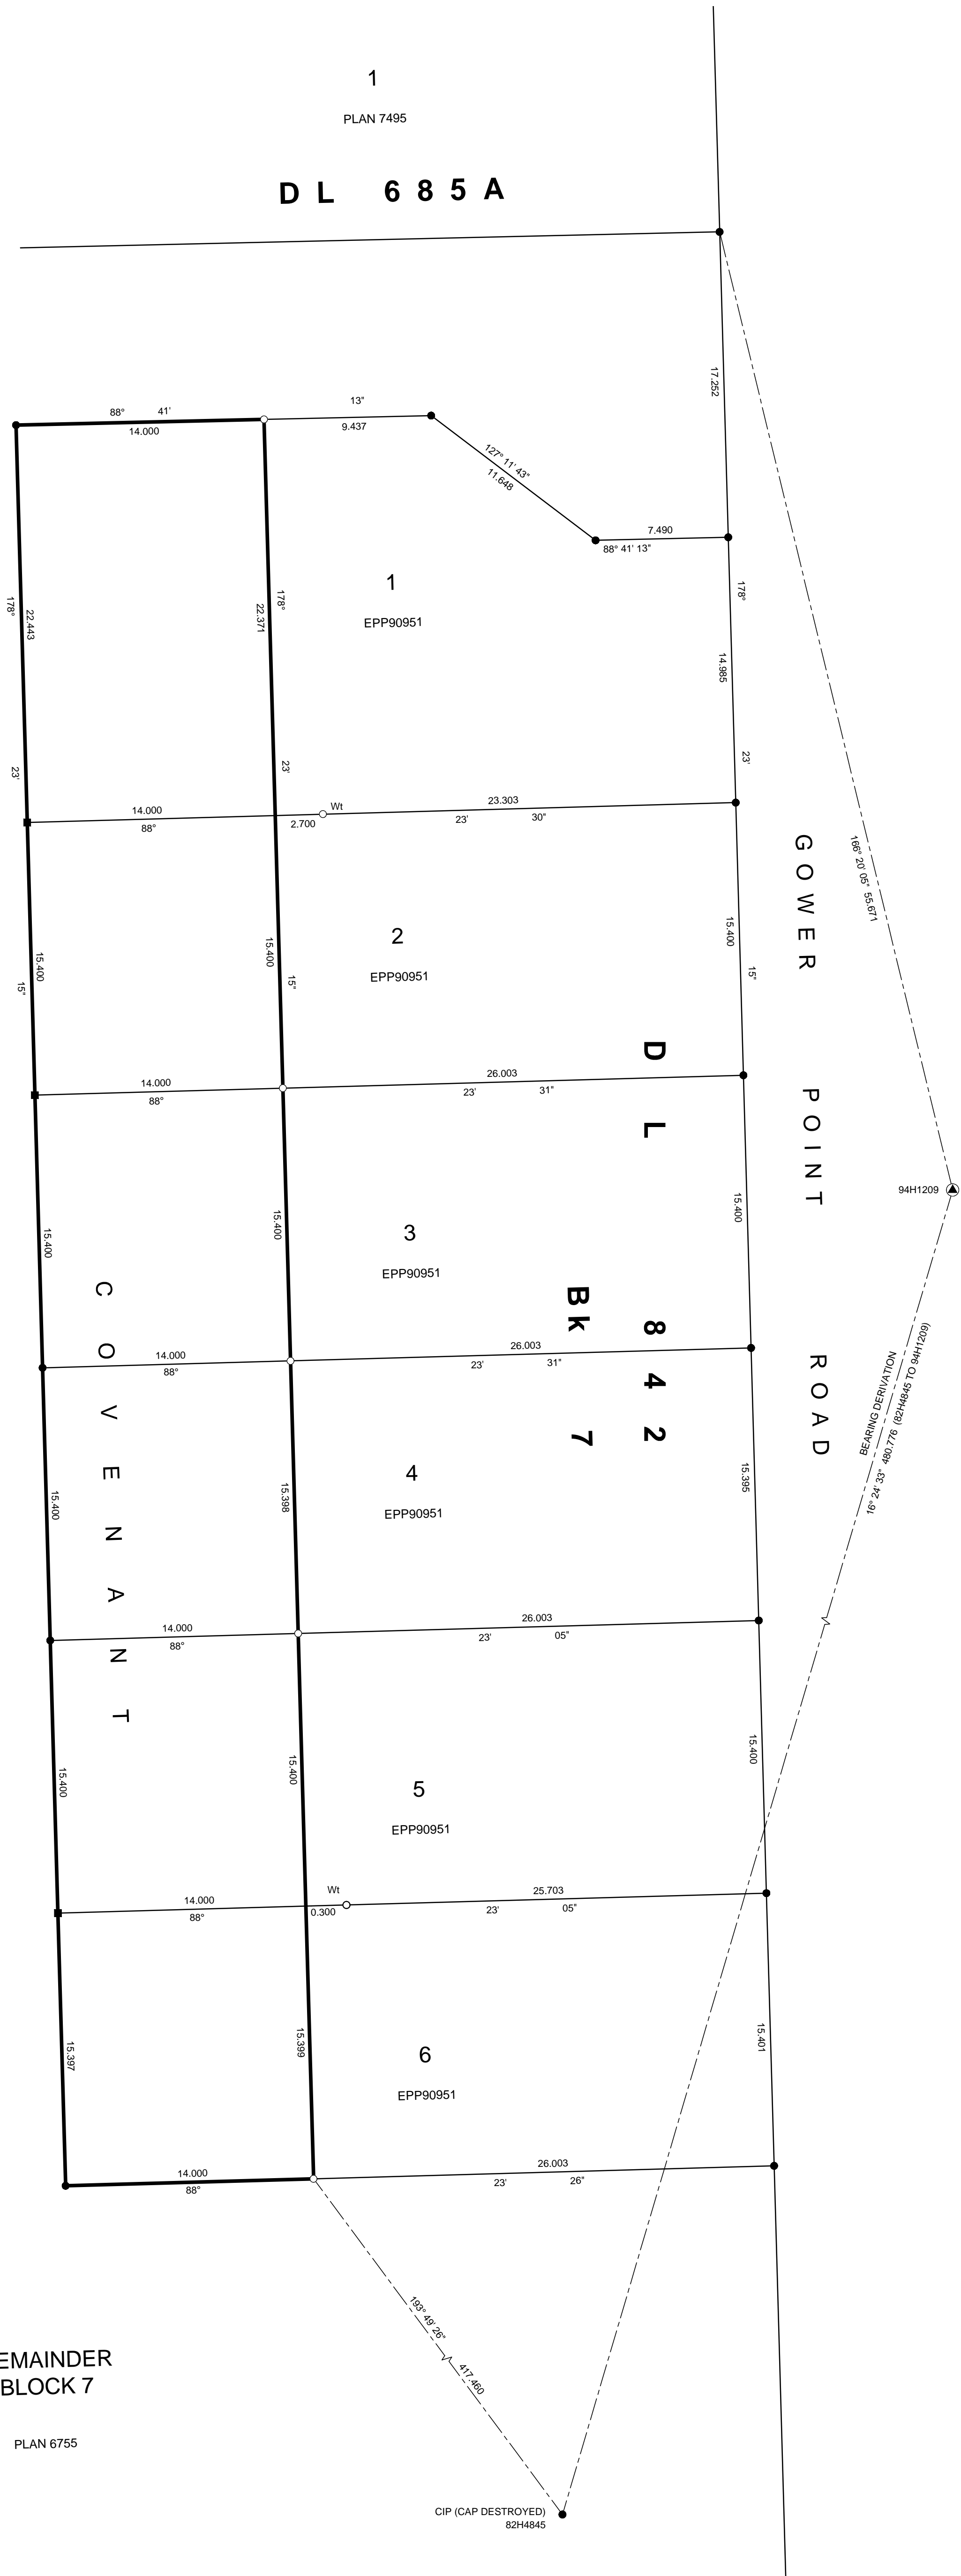 1
PLAN 7495
DL 685A
17.252
88° 41' 13"
14.000
9.437
127° 11' 43"
11.648
7.490
88° 41' 13"
178°
22.443
22.371
178°
1
EPP90951
178°
14.985
23'
23'
23'
14.000
88°
2.700
Wt
23.303
23' 30"
166° 20' 05" 55.671
GOWER POINT ROAD
15.400
15"
15.400
15"
2
EPP90951
15.400
15"
DL 842
Bk 7
14.000
88°
26.003
23' 31"
94H1209
15.400
15.400
3
EPP90951
15.400
COVENANT
14.000
88°
26.003
23' 31"
BEARING DERIVATION
16° 24' 33" 480.776 (82H4845 TO 94H1209)
15.400
15.398
4
EPP90951
15.395
14.000
88°
26.003
23' 05"
15.400
15.400
5
EPP90951
15.400
14.000
88°
0.300
Wt
25.703
23' 05"
15.397
15.399
6
EPP90951
15.401
14.000
88°
26.003
23' 26"
193° 49' 26"
417.460
EMAINDER
BLOCK 7
PLAN 6755
CIP (CAP DESTROYED)
82H4845